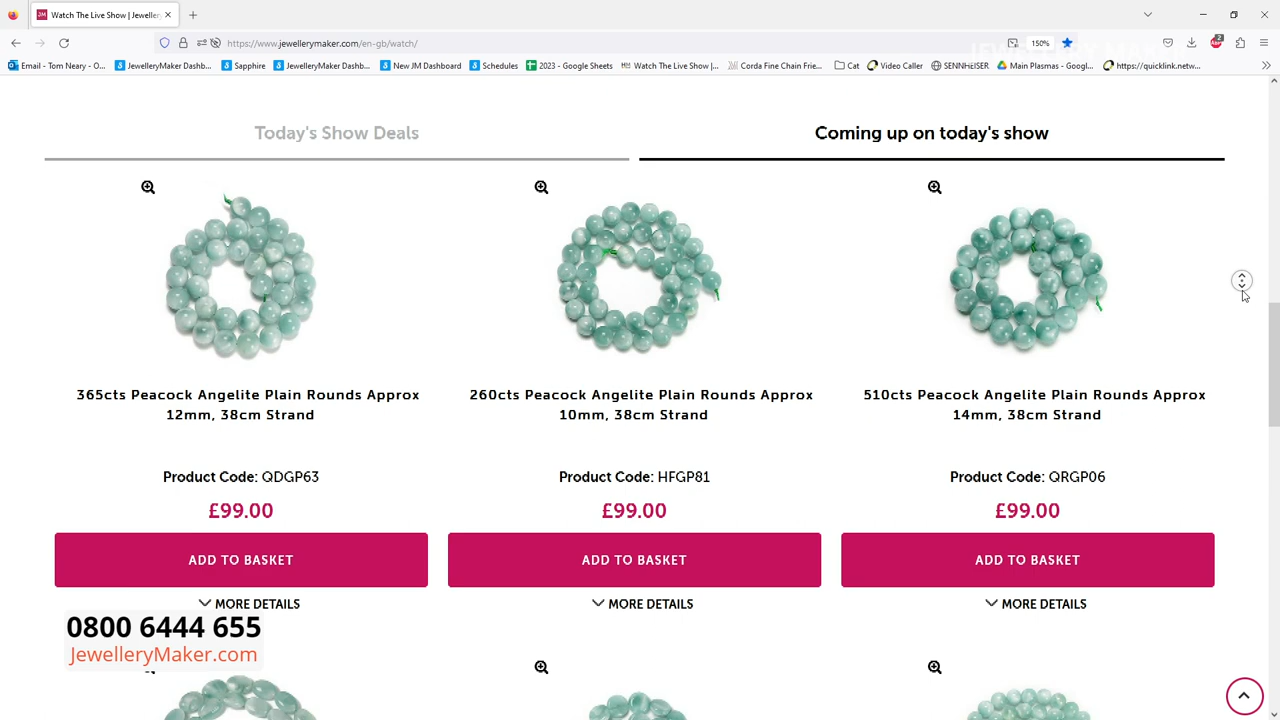 Watch The Live Show | Jeweller
https://www.jewellerymaker.com/en-gb/watch/
150%
2
Email - Tom Neary - O...
JewelleryMaker Dashb...
Sapphire
JewelleryMaker Dashb...
New JM Dashboard
Schedules
2023 - Google Sheets
Watch The Live Show |...
Corda Fine Chain Frie...
Cat
Video Caller
SENNHEISER
Main Plasmas - Googl...
https://quicklink.netw...
Today's Show Deals
Coming up on today's show
365cts Peacock Angelite Plain Rounds Approx
12mm, 38cm Strand
Product Code: QDGP63
£99.00
ADD TO BASKET
MORE DETAILS
260cts Peacock Angelite Plain Rounds Approx
10mm, 38cm Strand
Product Code: HFGP81
£99.00
ADD TO BASKET
MORE DETAILS
510cts Peacock Angelite Plain Rounds Approx
14mm, 38cm Strand
Product Code: QRGP06
£99.00
ADD TO BASKET
MORE DETAILS
0800 6444 655
JewelleryMaker.com